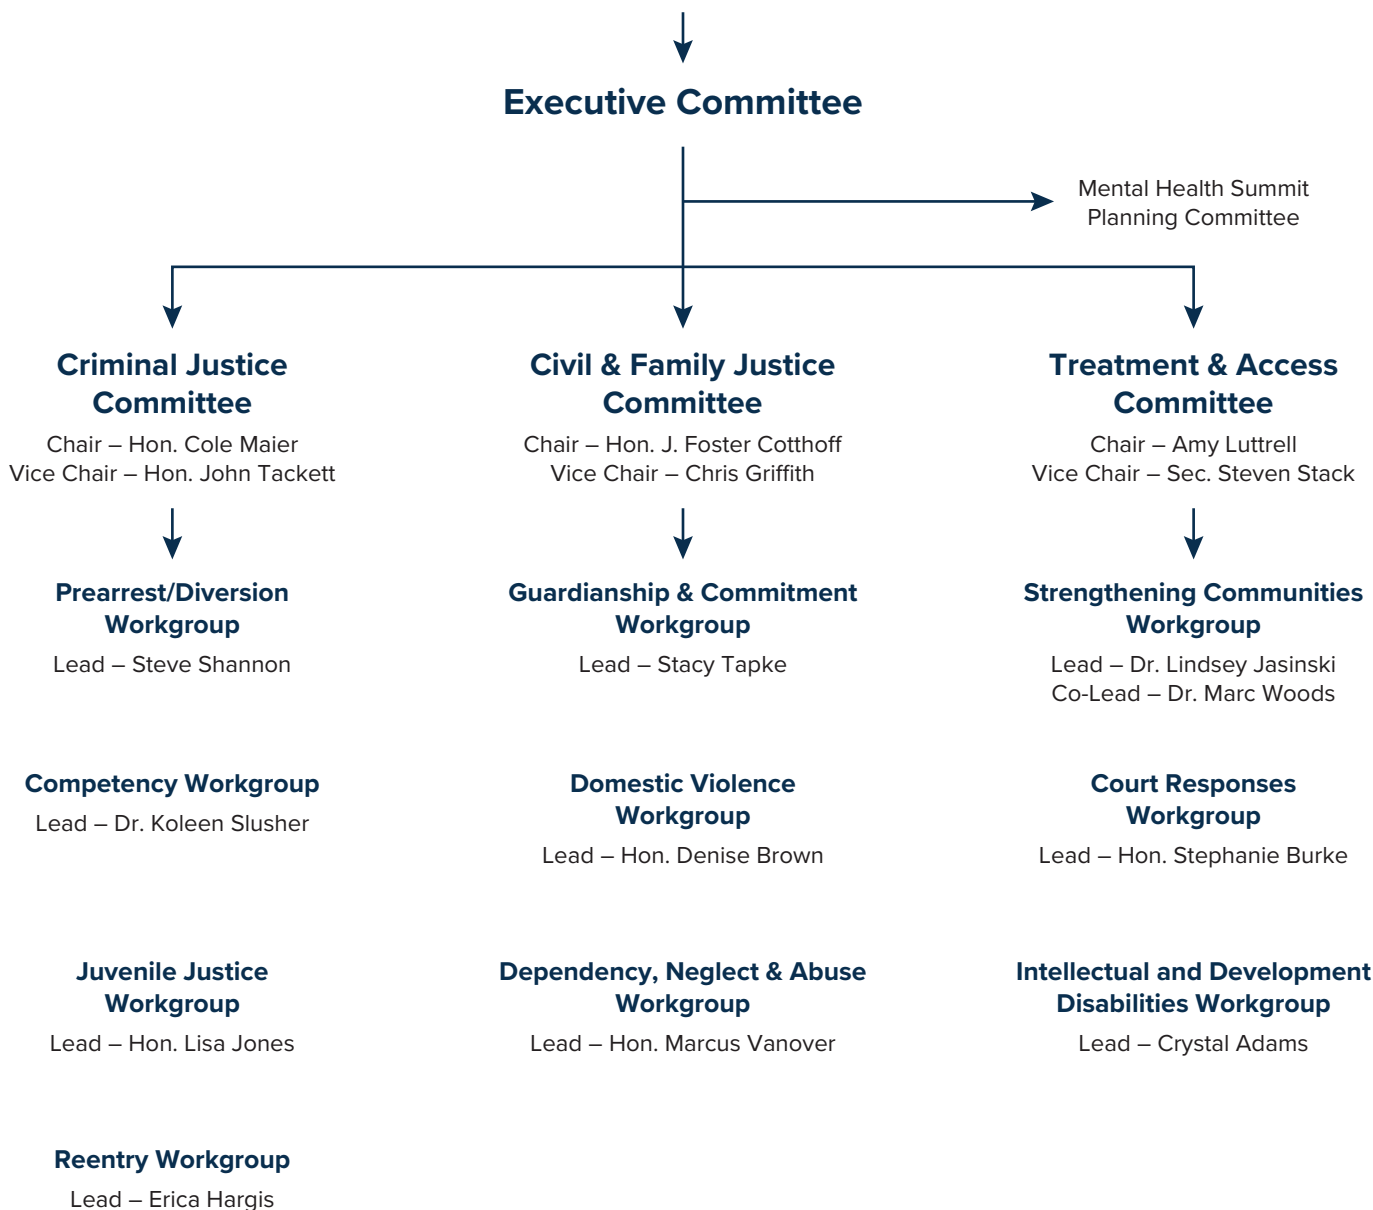 Executive Committee
Mental Health Summit
Planning Committee
Criminal Justice
Committee
Chair – Hon. Cole Maier
Vice Chair – Hon. John Tackett
Civil & Family Justice
Committee
Chair – Hon. J. Foster Cotthoff
Vice Chair – Chris Griffith
Treatment & Access
Committee
Chair – Amy Luttrell
Vice Chair – Sec. Steven Stack
Prearrest/Diversion
Workgroup
Lead – Steve Shannon
Guardianship & Commitment
Workgroup
Lead – Stacy Tapke
Strengthening Communities
Workgroup
Lead – Dr. Lindsey Jasinski
Co-Lead – Dr. Marc Woods
Competency Workgroup
Lead – Dr. Koleen Slusher
Domestic Violence
Workgroup
Lead – Hon. Denise Brown
Court Responses
Workgroup
Lead – Hon. Stephanie Burke
Juvenile Justice
Workgroup
Lead – Hon. Lisa Jones
Dependency, Neglect & Abuse
Workgroup
Lead – Hon. Marcus Vanover
Intellectual and Development
Disabilities Workgroup
Lead – Crystal Adams
Reentry Workgroup
Lead – Erica Hargis